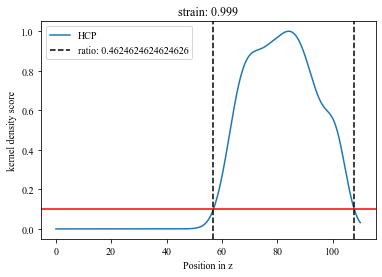 strain: 0.999
HCP
ratio: 0.4624624624624626
kernel density score
1.0
0.8
0.6
0.4
0.2
0.0
0 20 40 60 80 100
Position in z